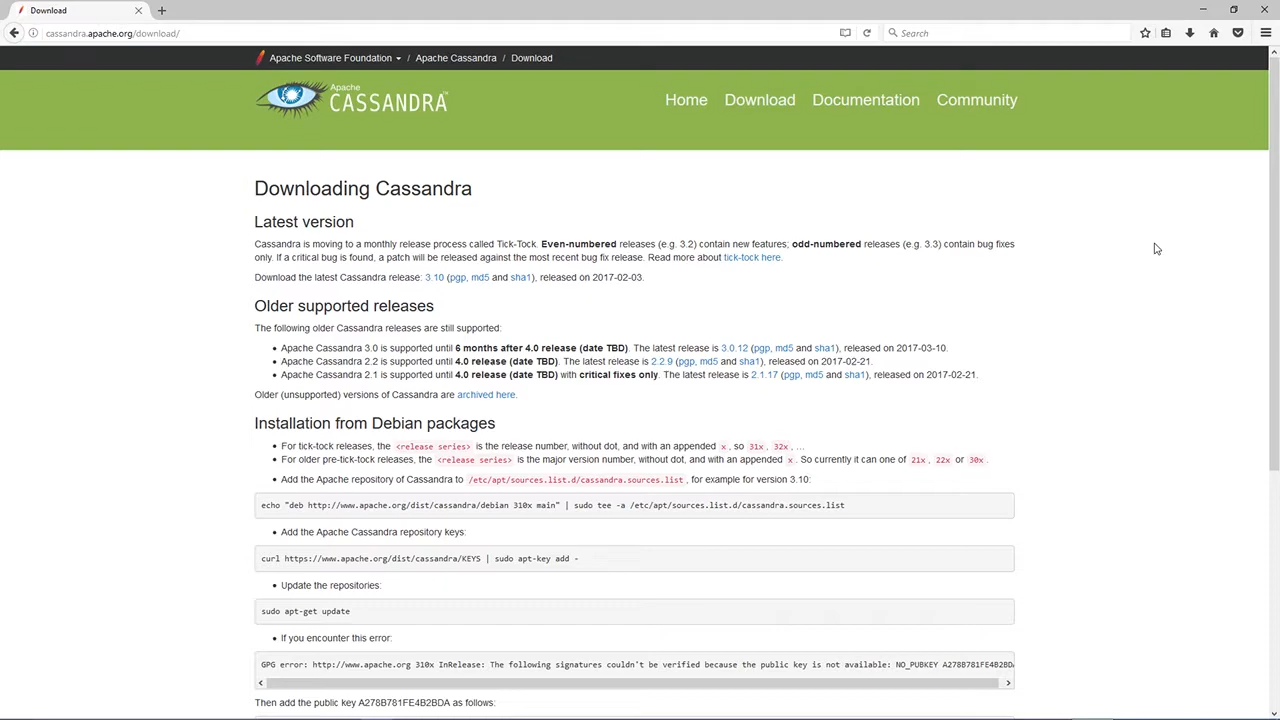 Download
cassandra.apache.org/download/
Search
Apache Software Foundation / Apache Cassandra / Download
Apache
CASSANDRA
Home Download Documentation Community
Downloading Cassandra
Latest version
Cassandra is moving to a monthly release process called Tick-Tock. Even-numbered releases (e.g. 3.2) contain new features; odd-numbered releases (e.g. 3.3) contain bug fixes
only. If a critical bug is found, a patch will be released against the most recent bug fix release. Read more about tick-tock here.
Download the latest Cassandra release: 3.10 (pgp, md5 and sha1), released on 2017-02-03.
Older supported releases
The following older Cassandra releases are still supported:
• Apache Cassandra 3.0 is supported until 6 months after 4.0 release (date TBD). The latest release is 3.0.12 (pgp, md5 and sha1), released on 2017-03-10.
• Apache Cassandra 2.2 is supported until 4.0 release (date TBD). The latest release is 2.2.9 (pgp, md5 and sha1), released on 2017-02-21.
• Apache Cassandra 2.1 is supported until 4.0 release (date TBD) with critical fixes only. The latest release is 2.1.17 (pgp, md5 and sha1), released on 2017-02-21.
Older (unsupported) versions of Cassandra are archived here.
Installation from Debian packages
• For tick-tock releases, the <release series> is the release number, without dot, and with an appended x, so 31x, 32x, ...
• For older pre-tick-tock releases, the <release series> is the major version number, without dot, and with an appended x. So currently it can one of 21x, 22x or 30x.
• Add the Apache repository of Cassandra to /etc/apt/sources.list.d/cassandra.sources.list, for example for version 3.10:
echo "deb http://www.apache.org/dist/cassandra/debian 310x main" | sudo tee -a /etc/apt/sources.list.d/cassandra.sources.list
• Add the Apache Cassandra repository keys:
curl https://www.apache.org/dist/cassandra/KEYS | sudo apt-key add -
• Update the repositories:
sudo apt-get update
• If you encounter this error:
GPG error: http://www.apache.org 310x InRelease: The following signatures couldn't be verified because the public key is not available: NO_PUBKEY A278B781FE4B2BDA
Then add the public key A278B781FE4B2BDA as follows: